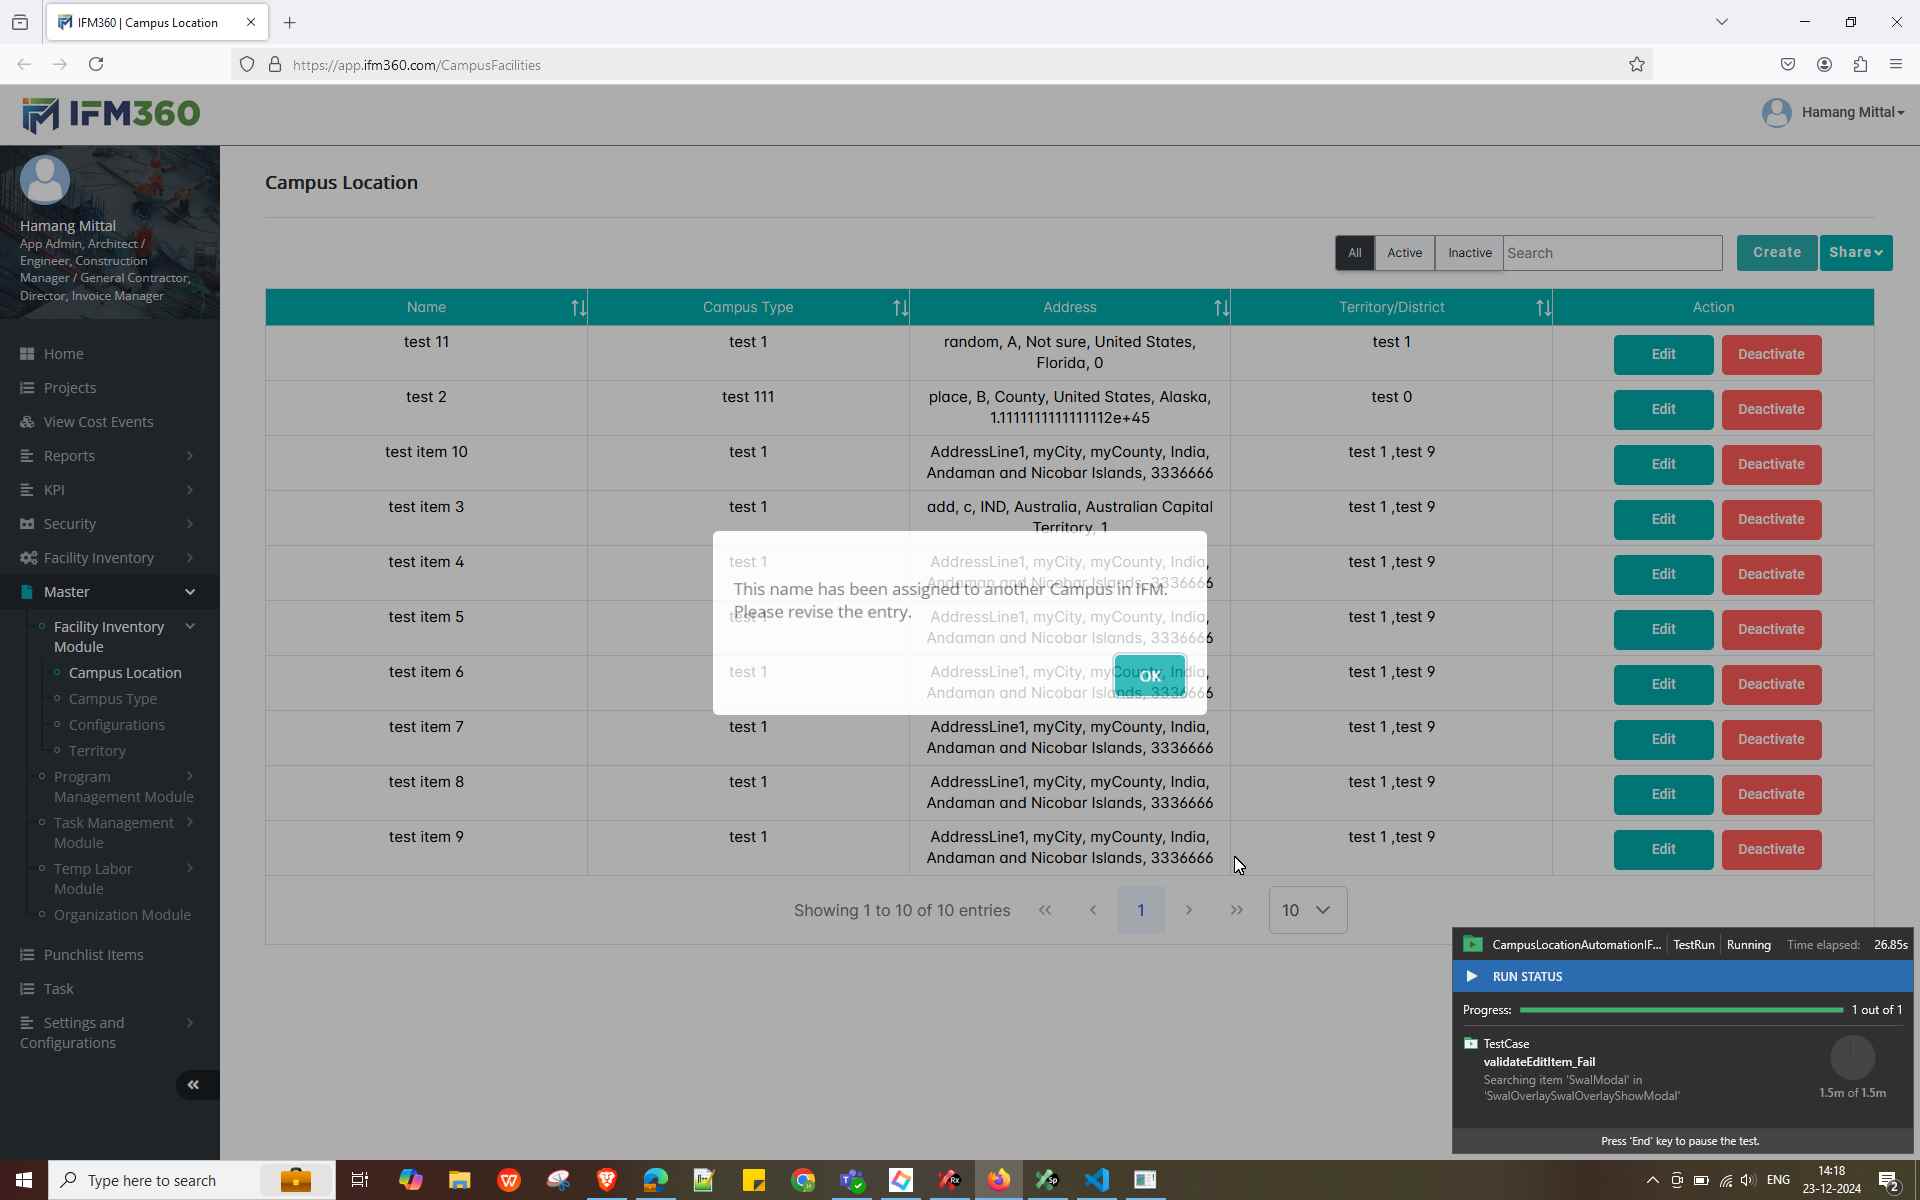 IFM360 | Campus Location
https://app.ifm360.com/CampusFacilities
IFM360
Hamang Mittal
Hamang Mittal
App Admin, Architect /
Engineer, Construction
Manager / General Contractor,
Director, Invoice Manager
Home
Projects
View Cost Events
Reports
KPI
Security
Facility Inventory
Master
Facility Inventory
Module
Campus Location
Campus Type
Configurations
Territory
Program
Management Module
Task Management
Module
Temp Labor
Module
Organization Module
Punchlist Items
Task
Settings and
Configurations
Campus Location
All Active Inactive Search Create Share
Name Campus Type Address Territory/District Action
test 11 test 1 random, A, Not sure, United States, test 1 Edit Deactivate
Florida, 0
test 2 test 111 place, B, County, United States, Alaska, test 0 Edit Deactivate
1.1111111111111112e+45
test item 10 test 1 AddressLine1, myCity, myCounty, India, test 1 ,test 9 Edit Deactivate
Andaman and Nicobar Islands, 3336666
test item 3 test 1 add, c, IND, Australia, Australian Capital test 1 ,test 9 Edit Deactivate
Territory, 1
test item 4 test 1 AddressLine1, myCity, myCounty, India, test 1 ,test 9 Edit Deactivate
Andaman and Nicobar Islands, 3336666
This name has been assigned to another Campus in IFM.
Please revise the entry.
test item 5 test 1 AddressLine1, myCity, myCounty, India, test 1 ,test 9 Edit Deactivate
Andaman and Nicobar Islands, 3336666
test item 6 test 1 AddressLine1, myCity, myCounty, India, test 1 ,test 9 Edit Deactivate
OK
Andaman and Nicobar Islands, 3336666
test item 7 test 1 AddressLine1, myCity, myCounty, India, test 1 ,test 9 Edit Deactivate
Andaman and Nicobar Islands, 3336666
test item 8 test 1 AddressLine1, myCity, myCounty, India, test 1 ,test 9 Edit Deactivate
Andaman and Nicobar Islands, 3336666
test item 9 test 1 AddressLine1, myCity, myCounty, India, test 1 ,test 9 Edit Deactivate
Andaman and Nicobar Islands, 3336666
Showing 1 to 10 of 10 entries 1 10
CampusLocationAutomationIF... TestRun Running Time elapsed: 26.85s
RUN STATUS
Progress: 1 out of 1
TestCase
validateEditItem_Fail
Searching item 'SwalModal' in
'SwalOverlaySwalOverlayShowModal'
1.5m of 1.5m
Press 'End' key to pause the test.
Type here to search
ENG
14:18
23-12-2024
2